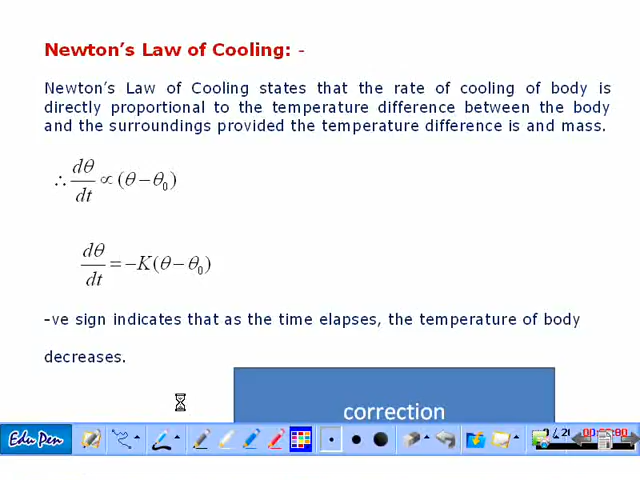 Newton's Law of Cooling: -
Newton's Law of Cooling states that the rate of cooling of body is
directly proportional to the temperature difference between the body
and the surroundings provided the temperature difference is and mass.
∴ dθ/dt ∝ (θ − θ₀)
dθ/dt = −K(θ − θ₀)
-ve sign indicates that as the time elapses, the temperature of body
decreases.
correction
Edu Pen